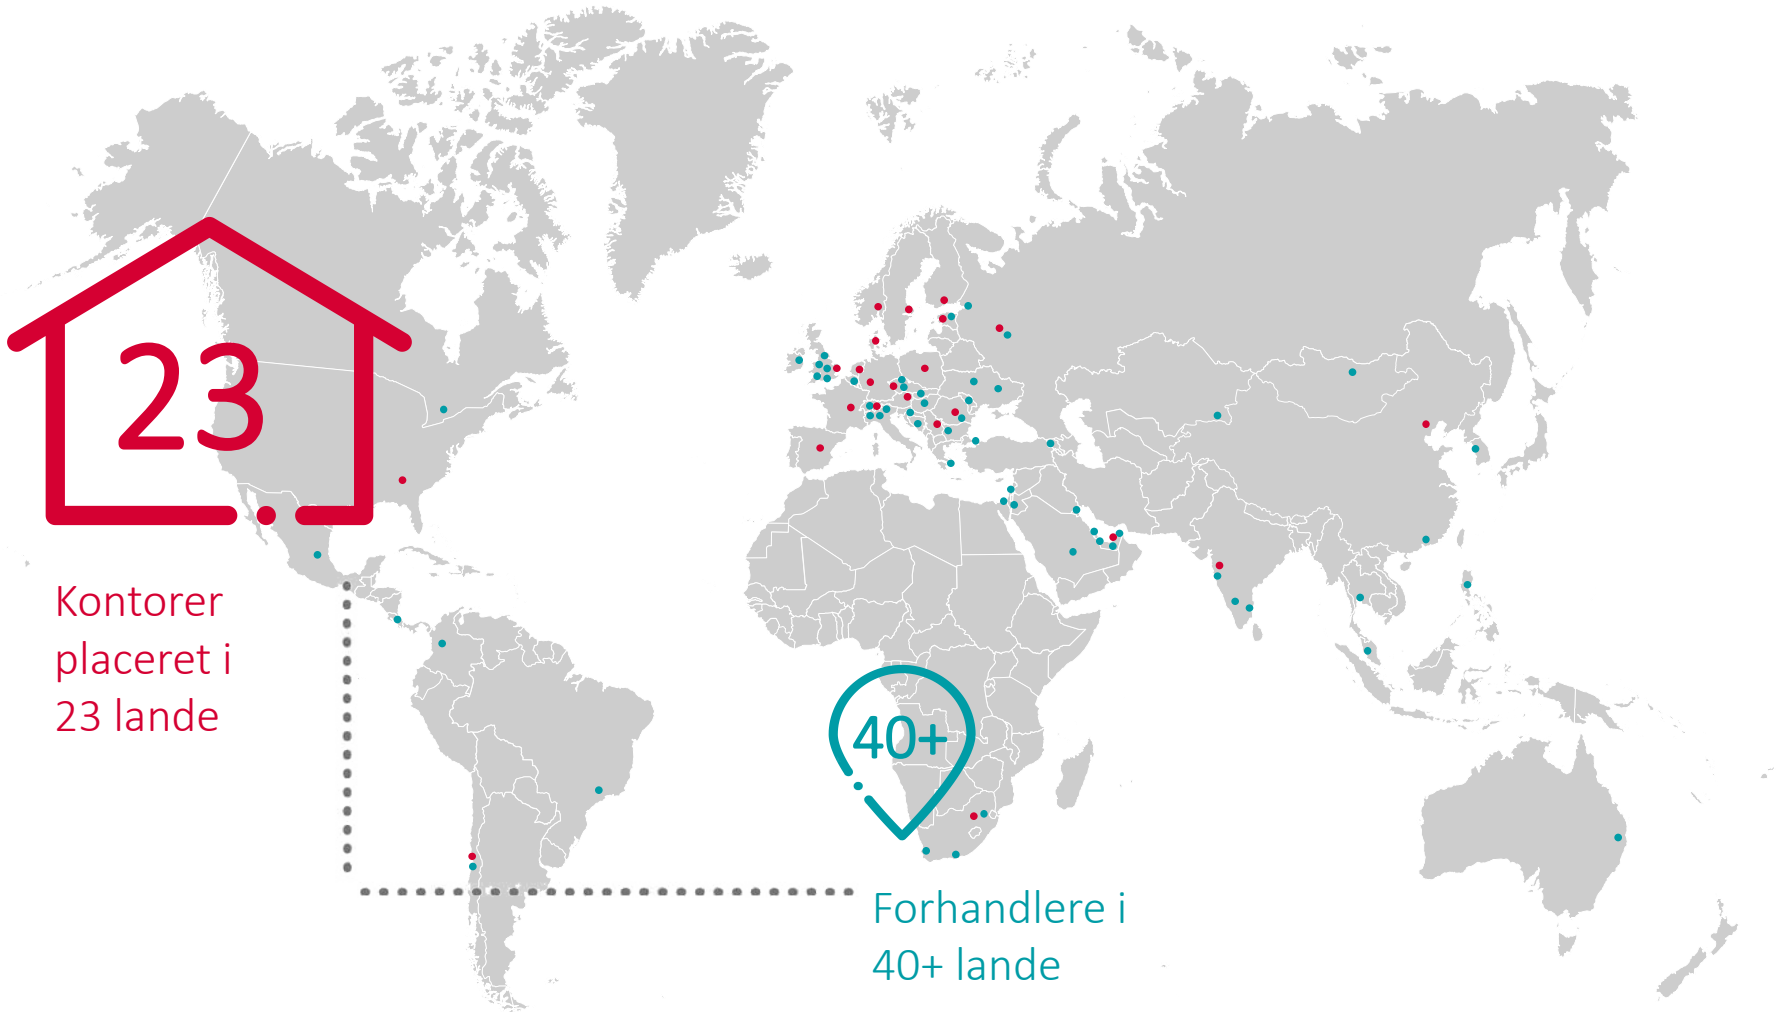 23
Kontorer
placeret i
23 lande
40+
Forhandlere i
40+ lande